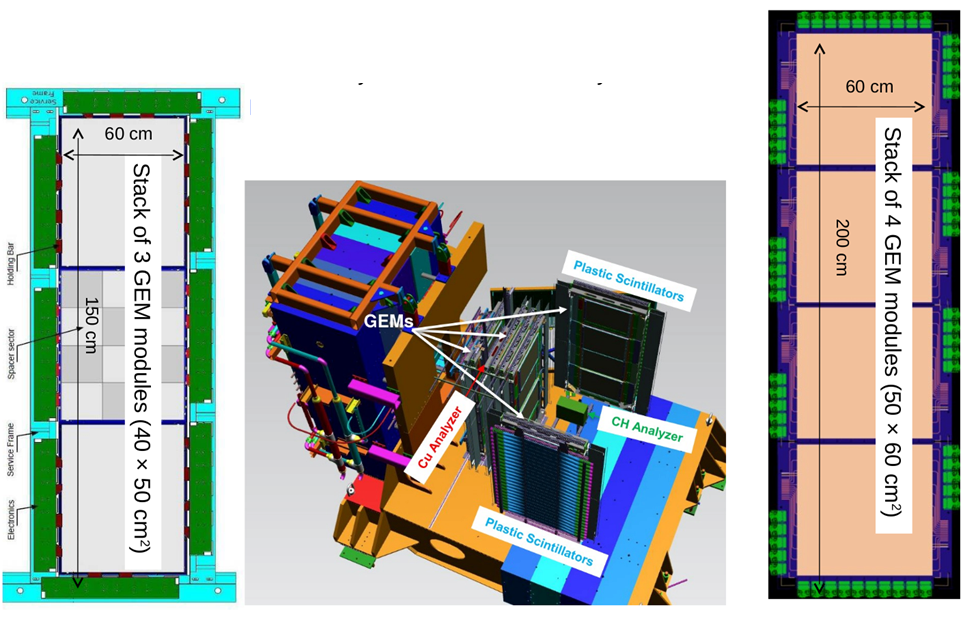 Service
Frame
60 cm
Stack of 3 GEM modules (40 × 50 cm²)
150 cm
Holding Bar
Spacer sector
Service Frame
Electronics
Plastic Scintillators
GEMs
Cu Analyzer
CH Analyzer
Plastic Scintillators
60 cm
Stack of 4 GEM modules (50 × 60 cm²)
200 cm